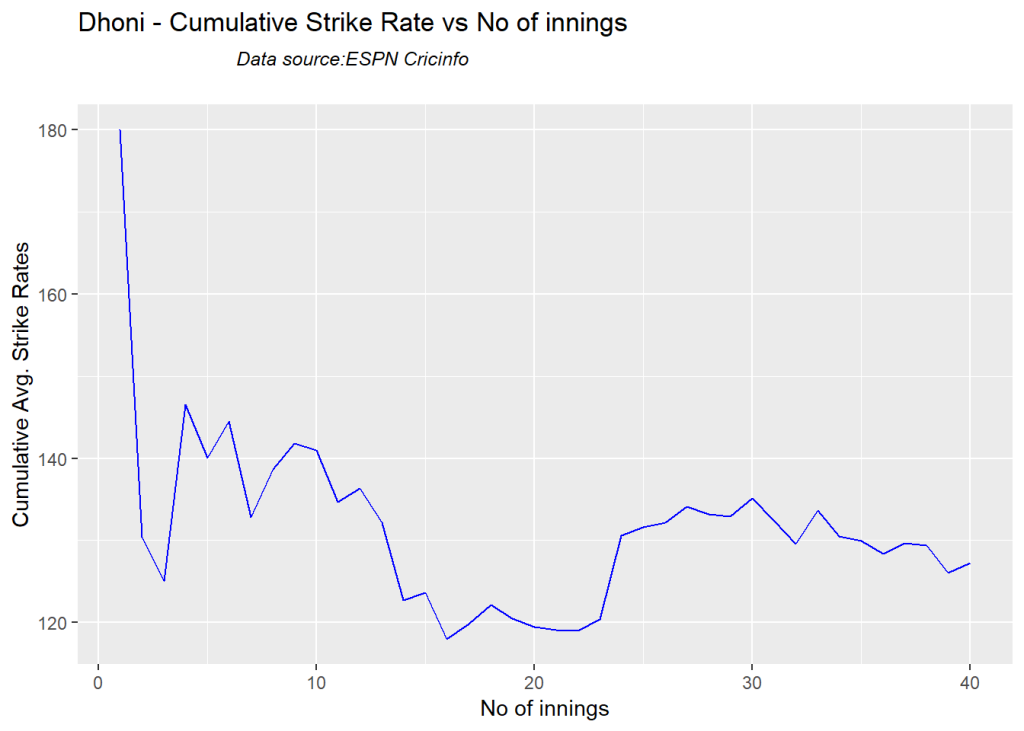 Dhoni - Cumulative Strike Rate vs No of innings
Data source:ESPN Cricinfo
Cumulative Avg. Strike Rates
180
160
140
120
0 10 20 30 40
No of innings